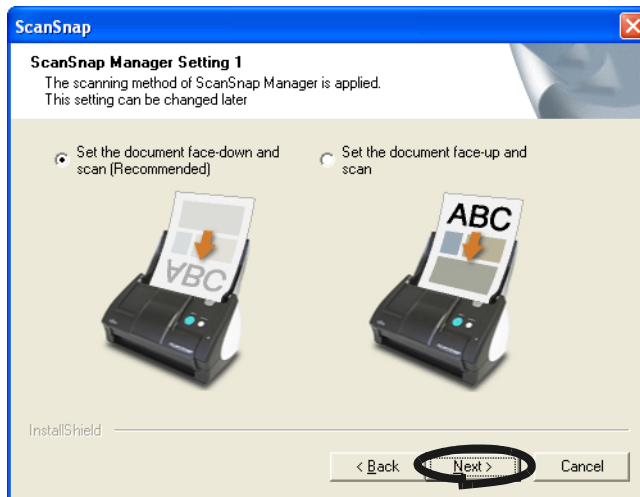 ScanSnap
ScanSnap Manager Setting 1
The scanning method of ScanSnap Manager is applied.
This setting can be changed later
Set the document face-down and
scan (Recommended)
Set the document face-up and
scan
ABC
ABC
InstallShield
< Back
Next >
Cancel